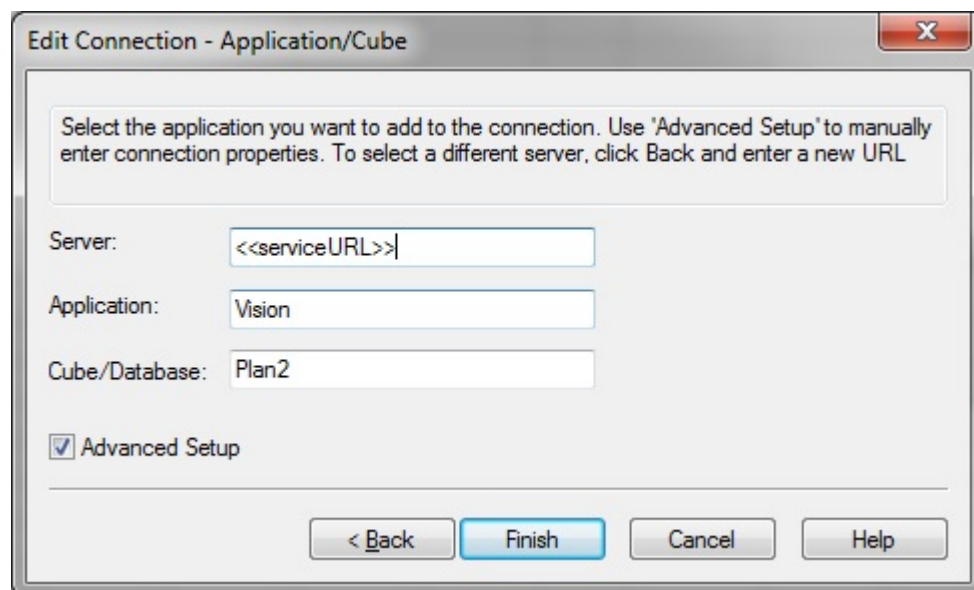 Edit Connection - Application/Cube
Select the application you want to add to the connection. Use 'Advanced Setup' to manually
enter connection properties. To select a different server, click Back and enter a new URL
Server: <<serviceURL>>
Application: Vision
Cube/Database: Plan2
Advanced Setup
< Back Finish Cancel Help